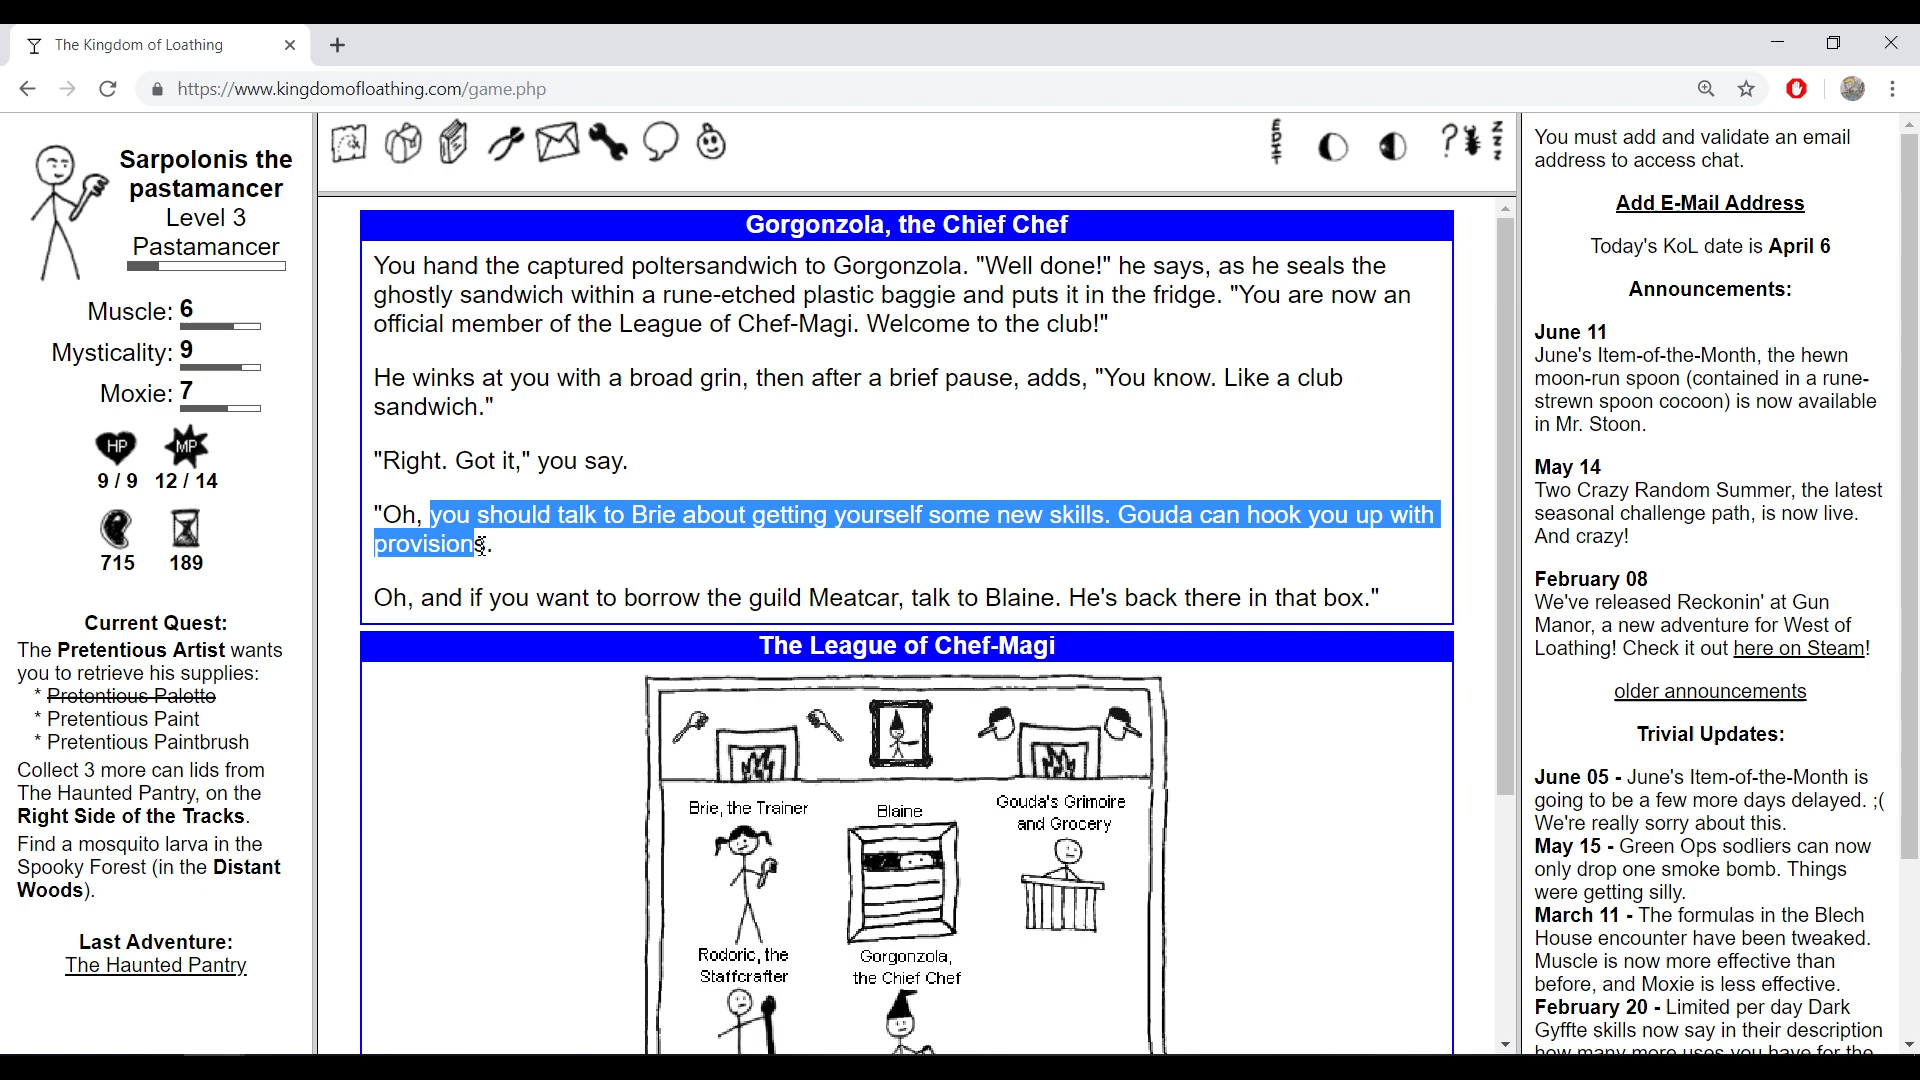 The Kingdom of Loathing
https://www.kingdomofloathing.com/game.php
Sarpolonis the
pastamancer
Level 3
Pastamancer
Muscle: 6
Mysticality: 9
Moxie: 7
HP MP
9 / 9 12 / 14
715 189
Current Quest:
The Pretentious Artist wants
you to retrieve his supplies:
* Pretentious Palette
* Pretentious Paint
* Pretentious Paintbrush
Collect 3 more can lids from
The Haunted Pantry, on the
Right Side of the Tracks.
Find a mosquito larva in the
Spooky Forest (in the Distant
Woods).
Last Adventure:
The Haunted Pantry
EDIT
?
ZZZ
Gorgonzola, the Chief Chef
You hand the captured poltersandwich to Gorgonzola. "Well done!" he says, as he seals the
ghostly sandwich within a rune-etched plastic baggie and puts it in the fridge. "You are now an
official member of the League of Chef-Magi. Welcome to the club!"
He winks at you with a broad grin, then after a brief pause, adds, "You know. Like a club
sandwich."
"Right. Got it," you say.
"Oh, you should talk to Brie about getting yourself some new skills. Gouda can hook you up with
provisions.
Oh, and if you want to borrow the guild Meatcar, talk to Blaine. He's back there in that box."
The League of Chef-Magi
Brie, the Trainer
Blaine
Gouda's Grimoire
and Grocery
Rodoric, the
Staffcrafter
Gorgonzola,
the Chief Chef
You must add and validate an email
address to access chat.
Add E-Mail Address
Today's KoL date is April 6
Announcements:
June 11
June's Item-of-the-Month, the hewn
moon-run spoon (contained in a rune-
strewn spoon cocoon) is now available
in Mr. Stoon.
May 14
Two Crazy Random Summer, the latest
seasonal challenge path, is now live.
And crazy!
February 08
We've released Reckonin' at Gun
Manor, a new adventure for West of
Loathing! Check it out here on Steam!
older announcements
Trivial Updates:
June 05 - June's Item-of-the-Month is
going to be a few more days delayed. ;(
We're really sorry about this.
May 15 - Green Ops sodliers can now
only drop one smoke bomb. Things
were getting silly.
March 11 - The formulas in the Blech
House encounter have been tweaked.
Muscle is now more effective than
before, and Moxie is less effective.
February 20 - Limited per day Dark
Gyffte skills now say in their description
how many more uses you have for the